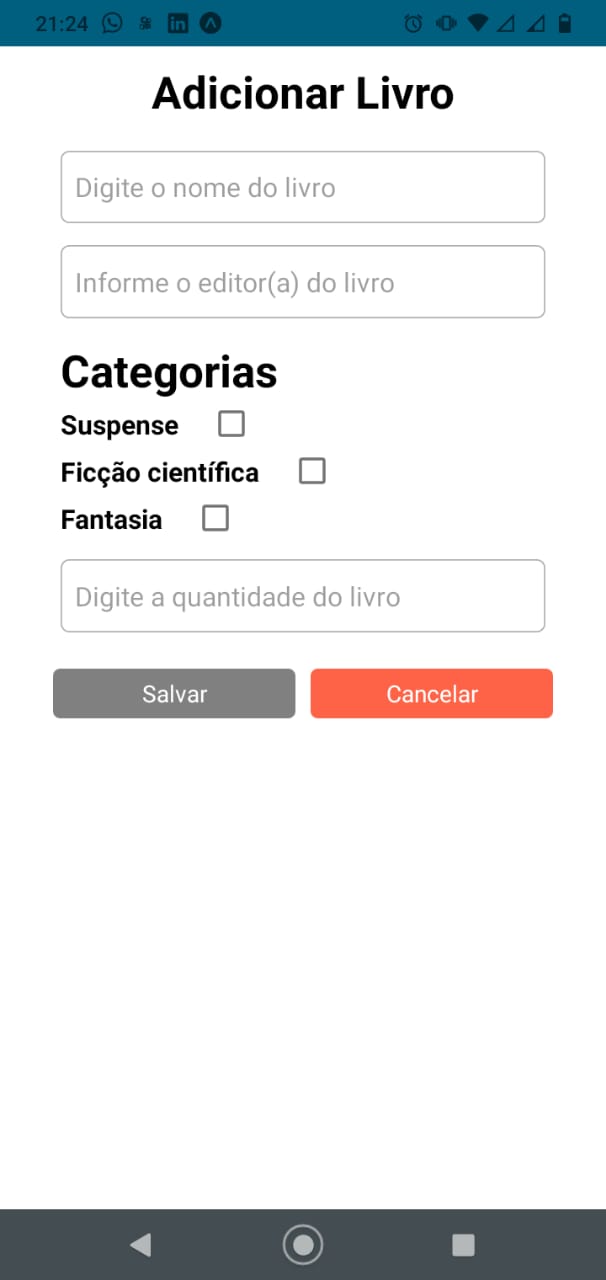 21:24
Adicionar Livro
Digite o nome do livro
Informe o editor(a) do livro
Categorias
Suspense
Ficção científica
Fantasia
Digite a quantidade do livro
Salvar Cancelar